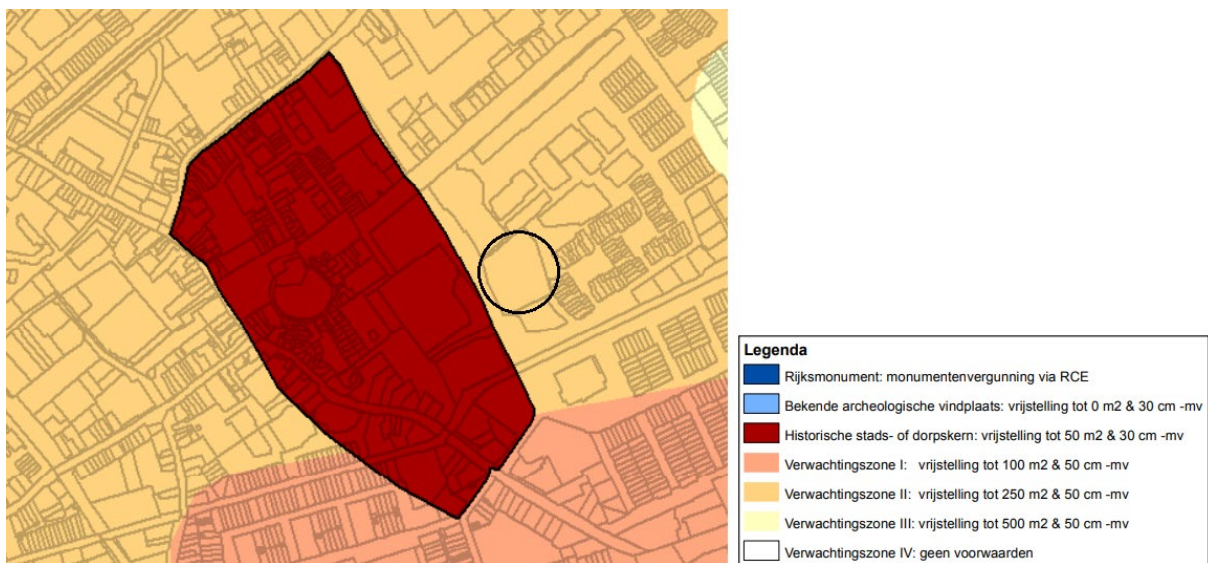 Legenda
Rijksmonument: monumentenvergunning via RCE
Bekende archeologische vindplaats: vrijstelling tot 0 m2 & 30 cm -mv
Historische stads- of dorpskern: vrijstelling tot 50 m2 & 30 cm -mv
Verwachtingszone I: vrijstelling tot 100 m2 & 50 cm -mv
Verwachtingszone II: vrijstelling tot 250 m2 & 50 cm -mv
Verwachtingszone III: vrijstelling tot 500 m2 & 50 cm -mv
Verwachtingszone IV: geen voorwaarden